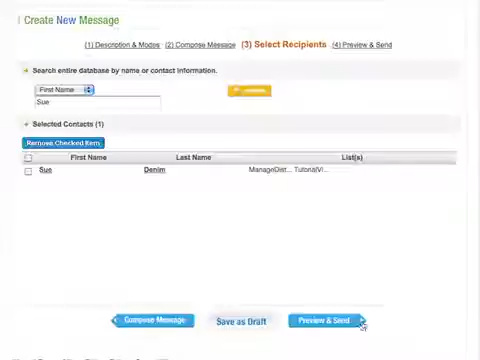 Create New Message
(1) Description & Modes (2) Compose Message (3) Select Recipients (4) Preview & Send
Search entire database by name or contact information.
First Name
Sue
Selected Contacts (1)
Remove Checked Item
First Name Last Name List(s)
Sue Denim ManageDist... TutorialVi...
Compose Message Save as Draft Preview & Send